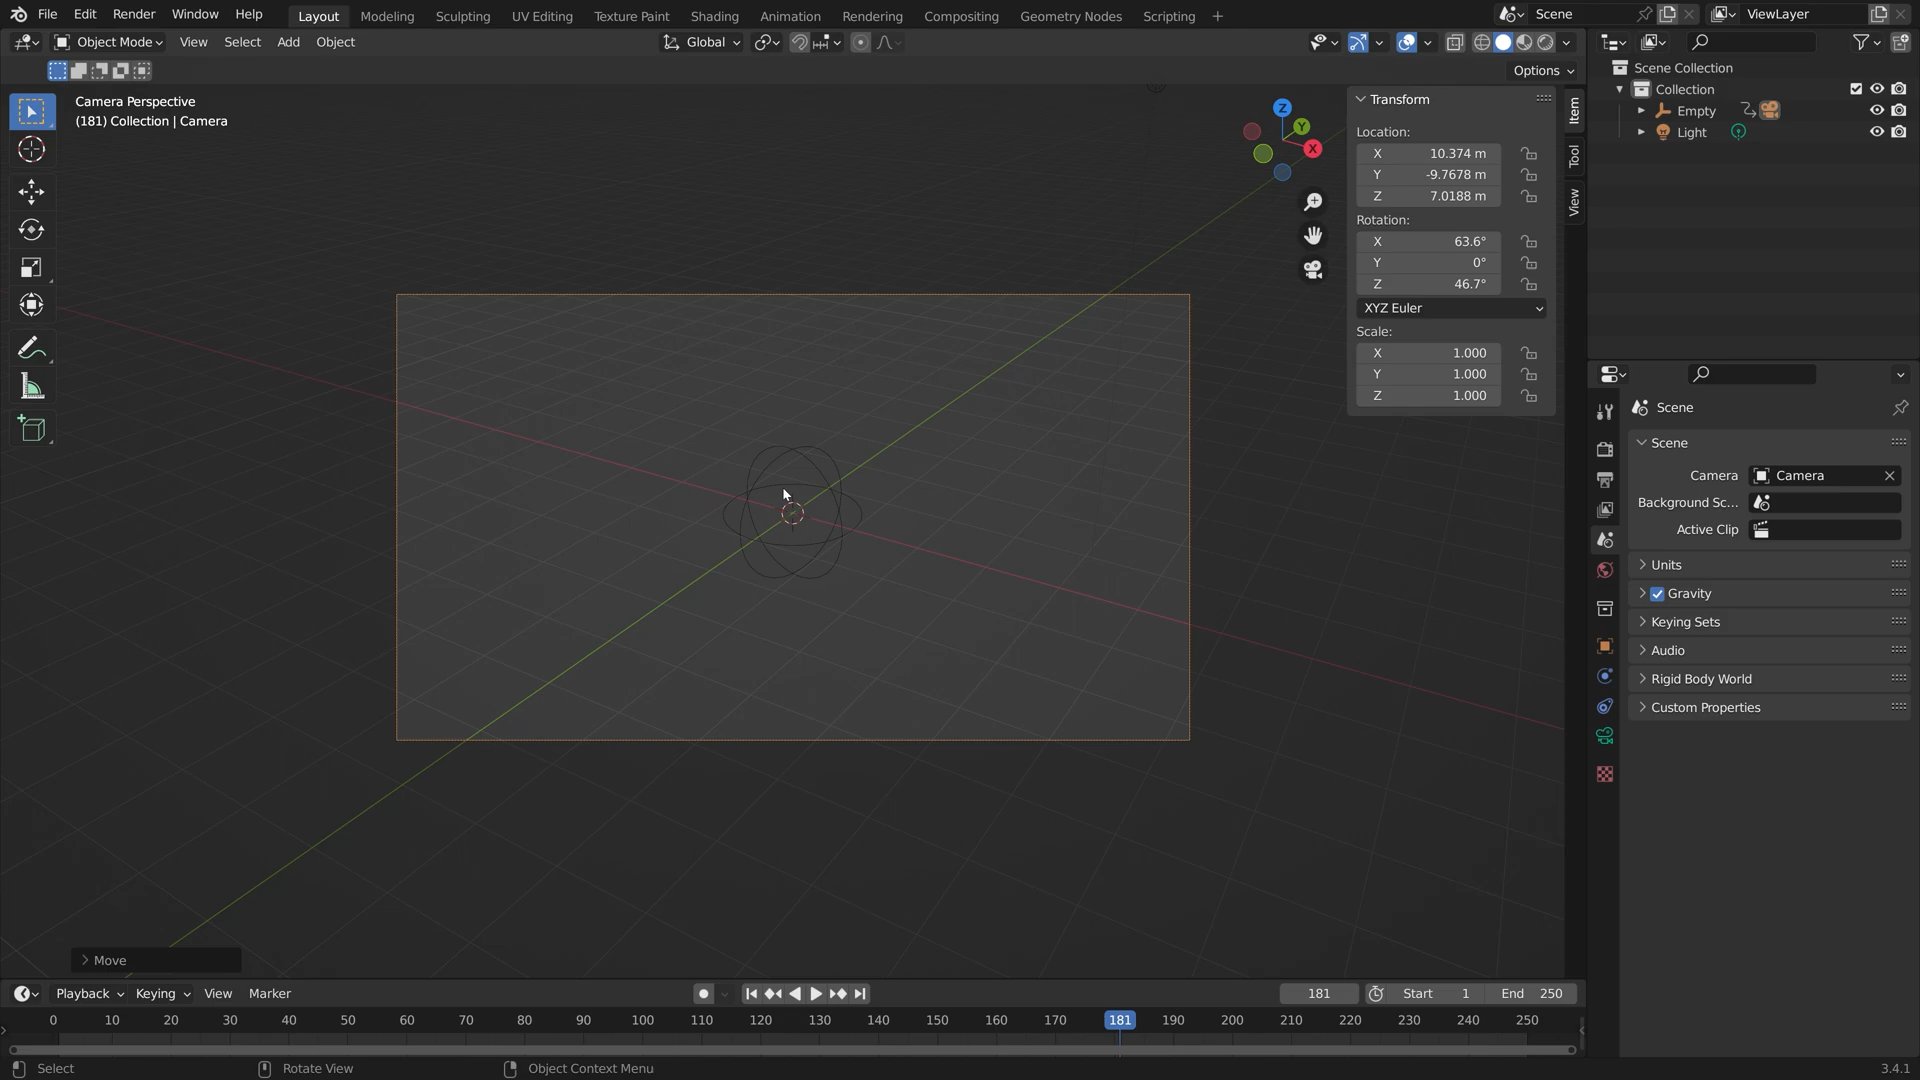 File Edit Render Window Help Layout Modeling Sculpting UV Editing Texture Paint Shading Animation Rendering Compositing Geometry Nodes Scripting + Scene ViewLayer
Object Mode View Select Add Object Global
Options
Camera Perspective
(181) Collection | Camera
Z
Y
X
Transform
Location:
X 10.374 m
Y -9.7678 m
Z 7.0188 m
Rotation:
X 63.6°
Y 0°
Z 46.7°
XYZ Euler
Scale:
X 1.000
Y 1.000
Z 1.000
Item
Tool
View
Scene Collection
Collection
Empty
Light
Scene
Scene
Camera Camera
Background Sc...
Active Clip
Units
Gravity
Keying Sets
Audio
Rigid Body World
Custom Properties
Move
Playback Keying View Marker 181 Start 1 End 250
0 10 20 30 40 50 60 70 80 90 100 110 120 130 140 150 160 170 181 190 200 210 220 230 240 250
Select Rotate View Object Context Menu 3.4.1